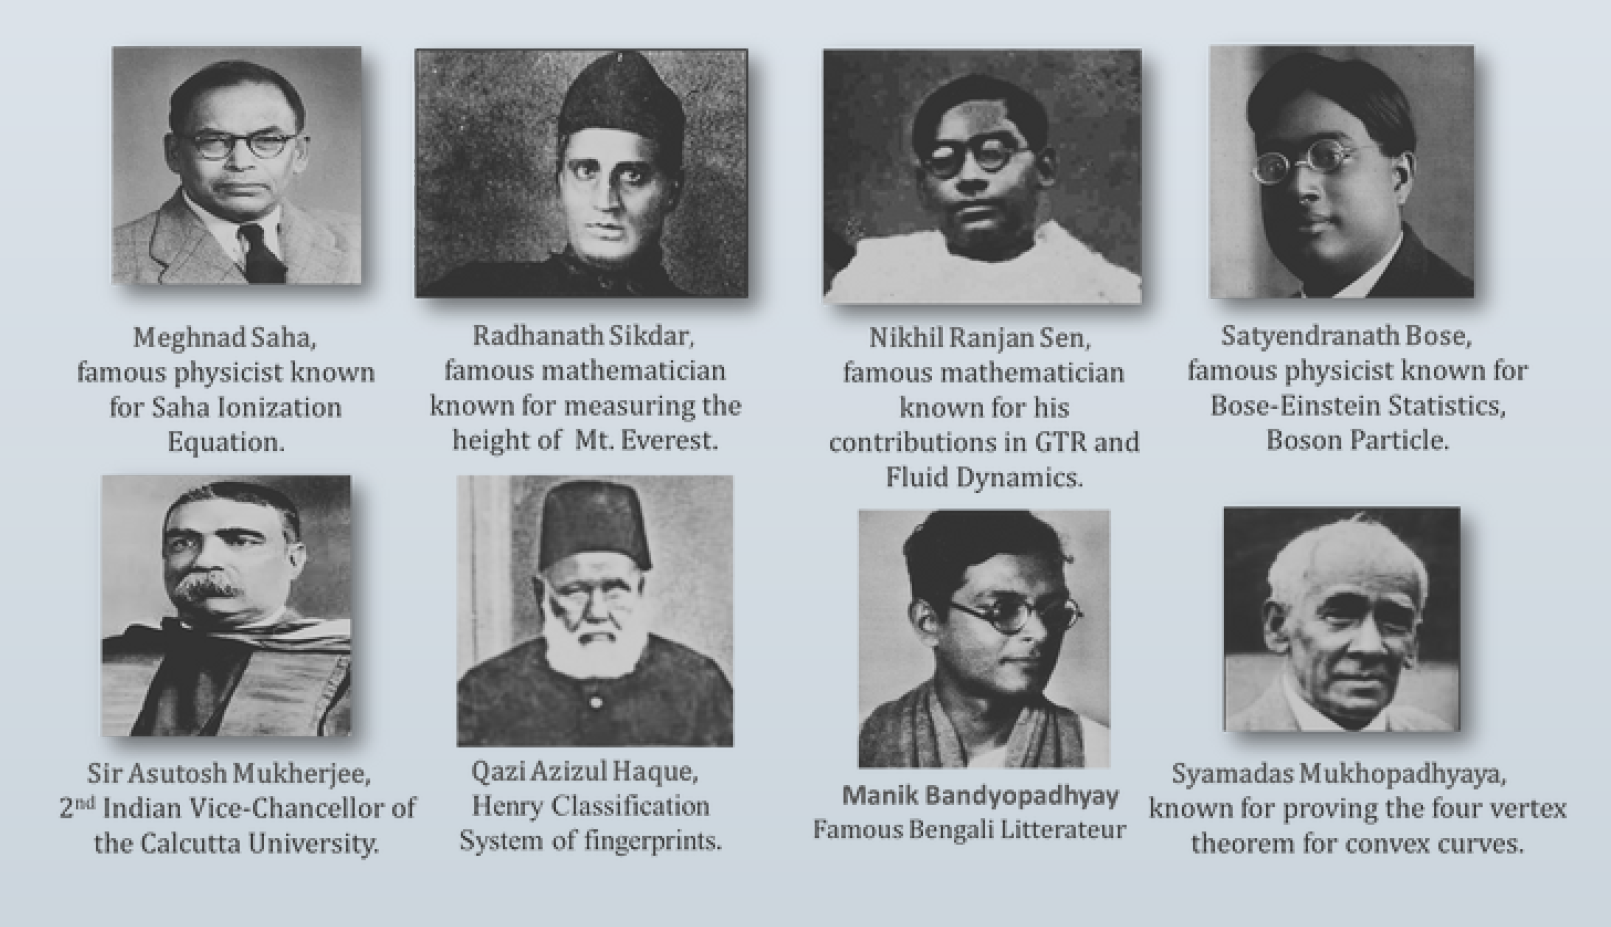 Meghnad Saha,
famous physicist known
for Saha Ionization
Equation.
Radhanath Sikdar,
famous mathematician
known for measuring the
height of Mt. Everest.
Nikhil Ranjan Sen,
famous mathematician
known for his
contributions in GTR and
Fluid Dynamics.
Satyendranath Bose,
famous physicist known for
Bose-Einstein Statistics,
Boson Particle.
Sir Asutosh Mukherjee,
2nd Indian Vice-Chancellor of
the Calcutta University.
Qazi Azizul Haque,
Henry Classification
System of fingerprints.
Manik Bandyopadhyay
Famous Bengali Litterateur
Syamadas Mukhopadhyaya,
known for proving the four vertex
theorem for convex curves.